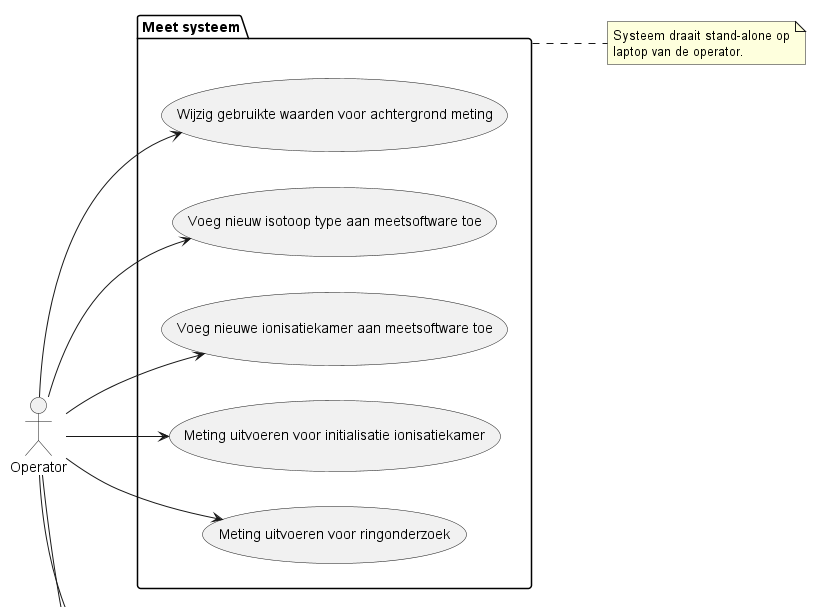 Meet systeem
Systeem draait stand-alone op
laptop van de operator.
Wijzig gebruikte waarden voor achtergrond meting
Voeg nieuw isotoop type aan meetsoftware toe
Voeg nieuwe ionisatiekamer aan meetsoftware toe
Meting uitvoeren voor initialisatie ionisatiekamer
Operator
Meting uitvoeren voor ringonderzoek